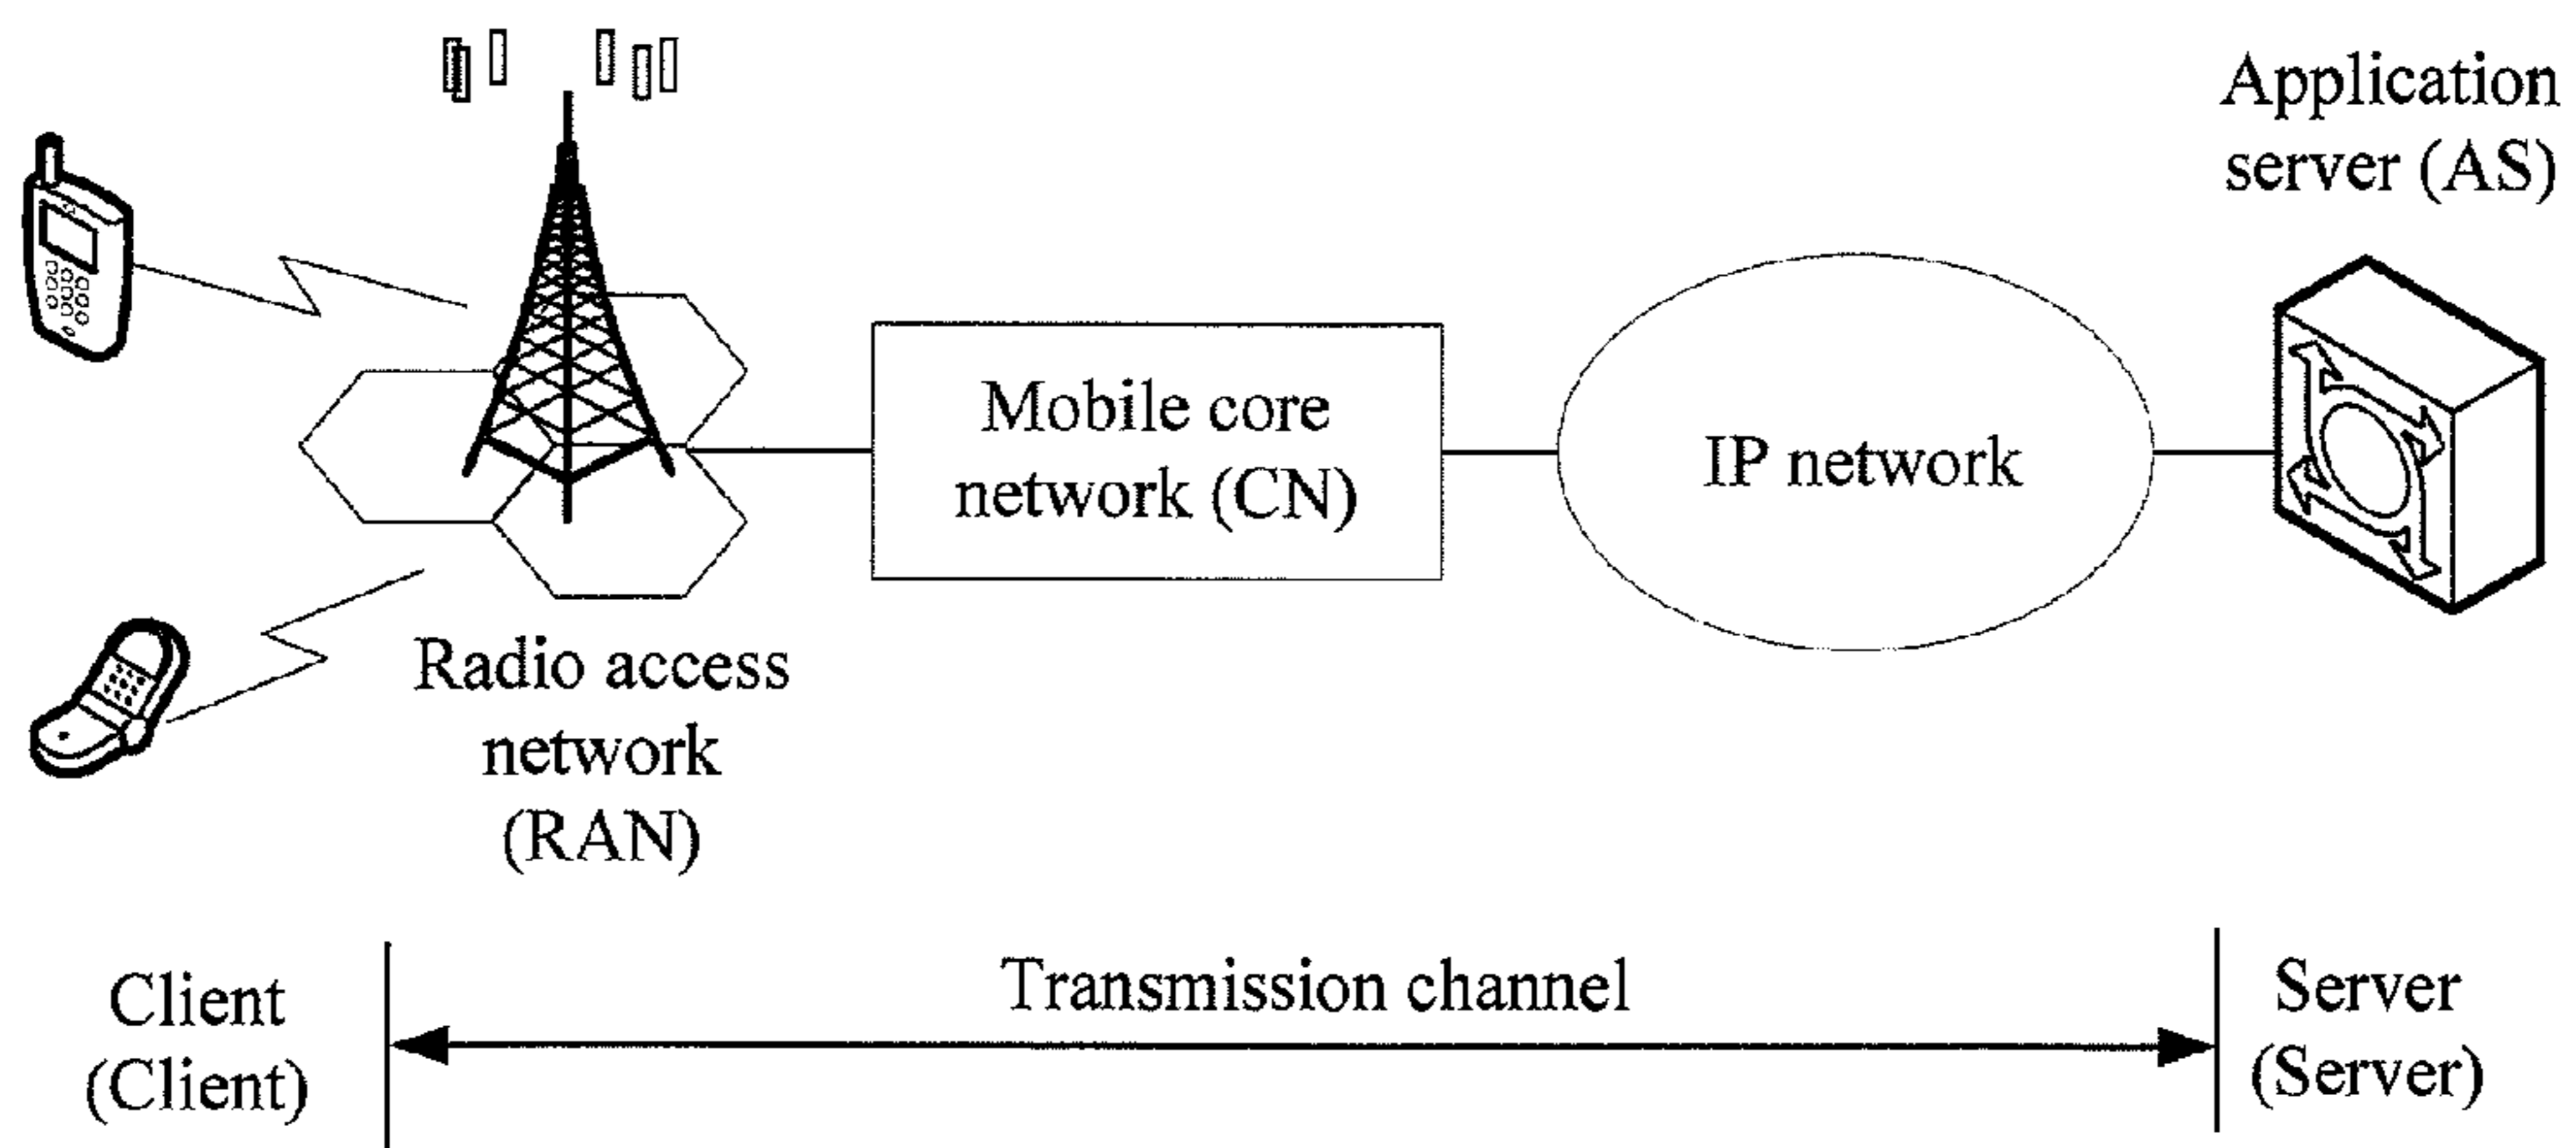 Application
server (AS)
Mobile core
network (CN)
IP network
Radio access
network
(RAN)
Transmission channel
Client
(Client)
Server
(Server)